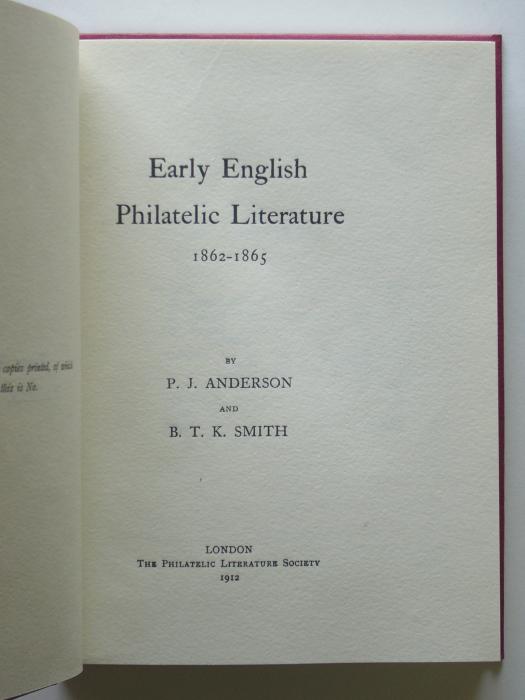 copies printed, of which
this is No.
Early English
Philatelic Literature
1862-1865
BY
P. J. ANDERSON
AND
B. T. K. SMITH
LONDON
THE PHILATELIC LITERATURE SOCIETY
1912